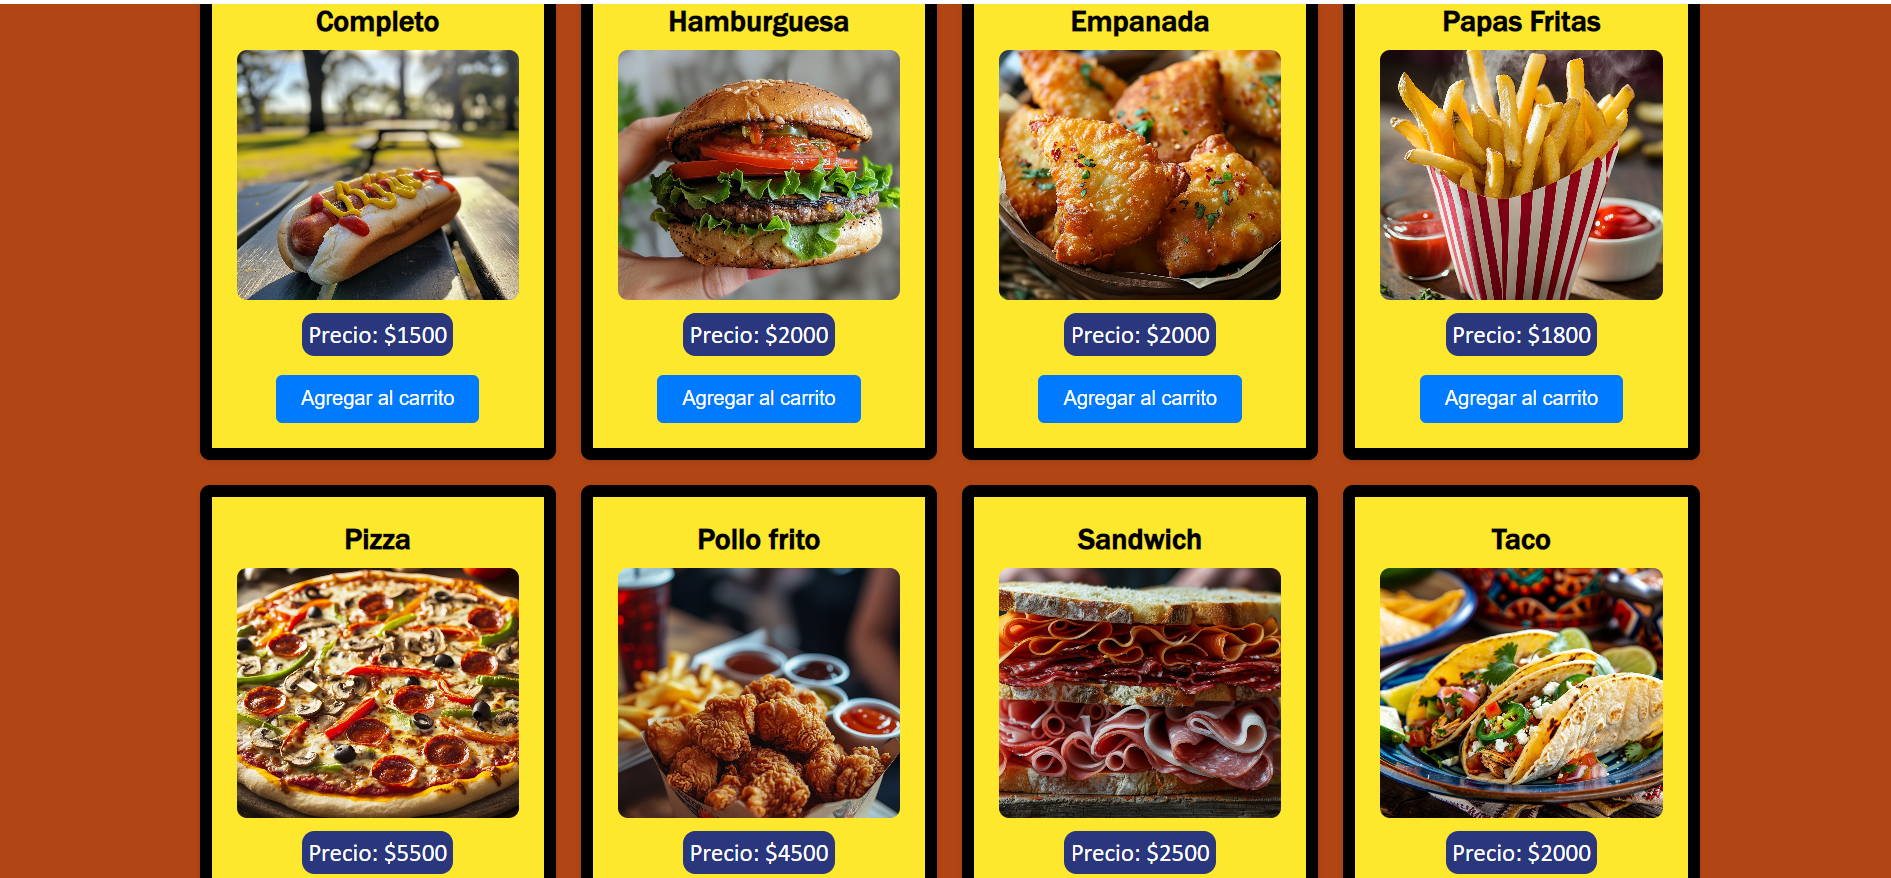 Completo
Hamburguesa
Empanada
Papas Fritas
Precio: $1500
Precio: $2000
Precio: $2000
Precio: $1800
Agregar al carrito
Agregar al carrito
Agregar al carrito
Agregar al carrito
Pizza
Pollo frito
Sandwich
Taco
Precio: $5500
Precio: $4500
Precio: $2500
Precio: $2000